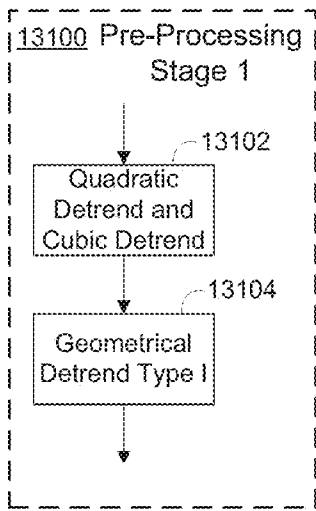 13100 Pre-Processing
Stage 1
13102
Quadratic
Detrend and
Cubic Detrend
13104
Geometrical
Detrend Type I